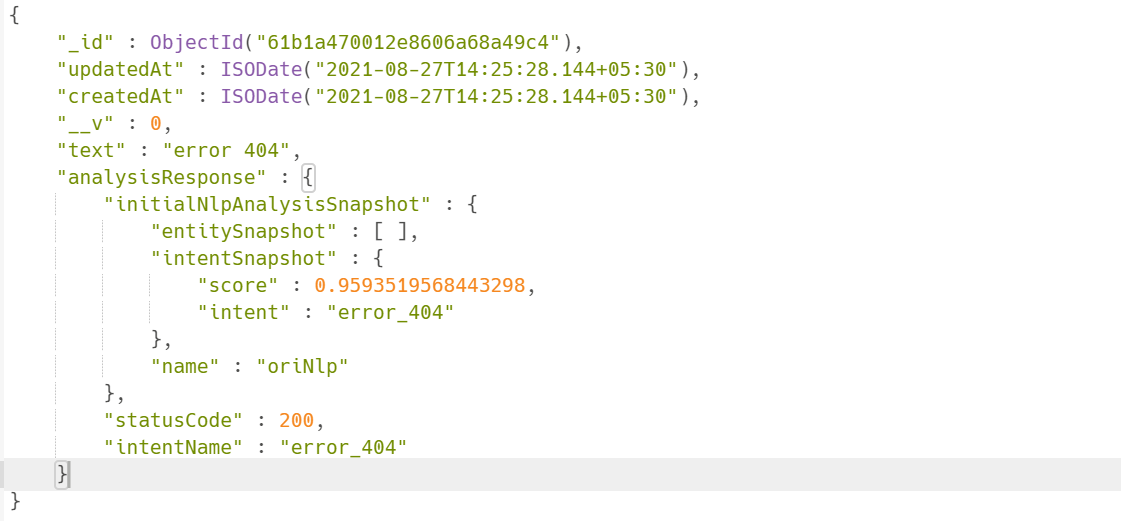 {
    "_id" : ObjectId("61b1a470012e8606a68a49c4"),
    "updatedAt" : ISODate("2021-08-27T14:25:28.144+05:30"),
    "createdAt" : ISODate("2021-08-27T14:25:28.144+05:30"),
    "__v" : 0,
    "text" : "error 404",
    "analysisResponse" : {
        "initialNlpAnalysisSnapshot" : {
            "entitySnapshot" : [ ],
            "intentSnapshot" : {
                "score" : 0.9593519568443298,
                "intent" : "error_404"
            },
            "name" : "oriNlp"
        },
        "statusCode" : 200,
        "intentName" : "error_404"
    }
}